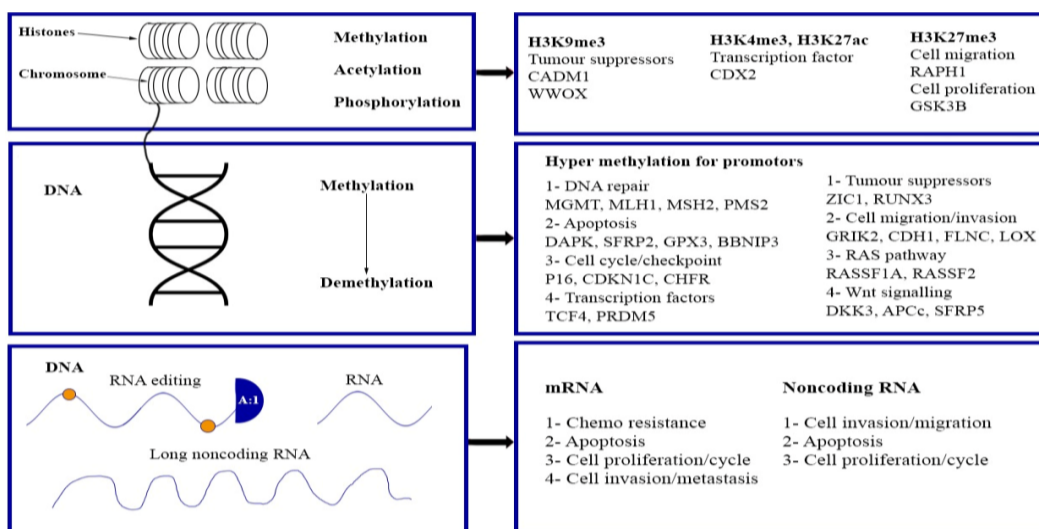 Histones
Chromosome
Methylation
Acetylation
Phosphorylation
H3K9me3
Tumour suppressors
CADM1
WWOX
H3K4me3, H3K27ac
Transcription factor
CDX2
H3K27me3
Cell migration
RAPH1
Cell proliferation
GSK3B
DNA
Methylation
Demethylation
Hyper methylation for promotors
1- DNA repair
MGMT, MLH1, MSH2, PMS2
2- Apoptosis
DAPK, SFRP2, GPX3, BBNIP3
3- Cell cycle/checkpoint
P16, CDKN1C, CHFR
4- Transcription factors
TCF4, PRDM5
1- Tumour suppressors
ZIC1, RUNX3
2- Cell migration/invasion
GRIK2, CDH1, FLNC, LOX
3- RAS pathway
RASSF1A, RASSF2
4- Wnt signalling
DKK3, APCc, SFRP5
DNA
RNA editing
A:1
RNA
Long noncoding RNA
mRNA
1- Chemo resistance
2- Apoptosis
3- Cell proliferation/cycle
4- Cell invasion/metastasis
Noncoding RNA
1- Cell invasion/migration
2- Apoptosis
3- Cell proliferation/cycle